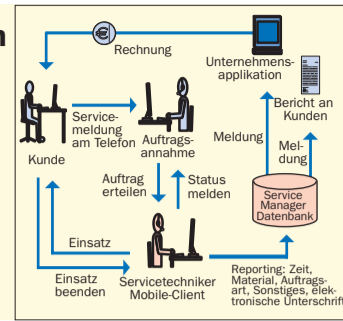 n
Rechnung
Unternehmens-
applikation
Bericht an
Kunden
Service-
meldung
am Telefon
Auftrags-
annahme
Kunde
Meldung
Mel-
dung
Auftrag
erteilen
Status
melden
Service
Manager
Datenbank
Einsatz
Einsatz
beenden
Servicetechniker
Mobile-Client
Reporting: Zeit,
Material, Auftrags-
art, Sonstiges, elek-
tronische Unterschrift